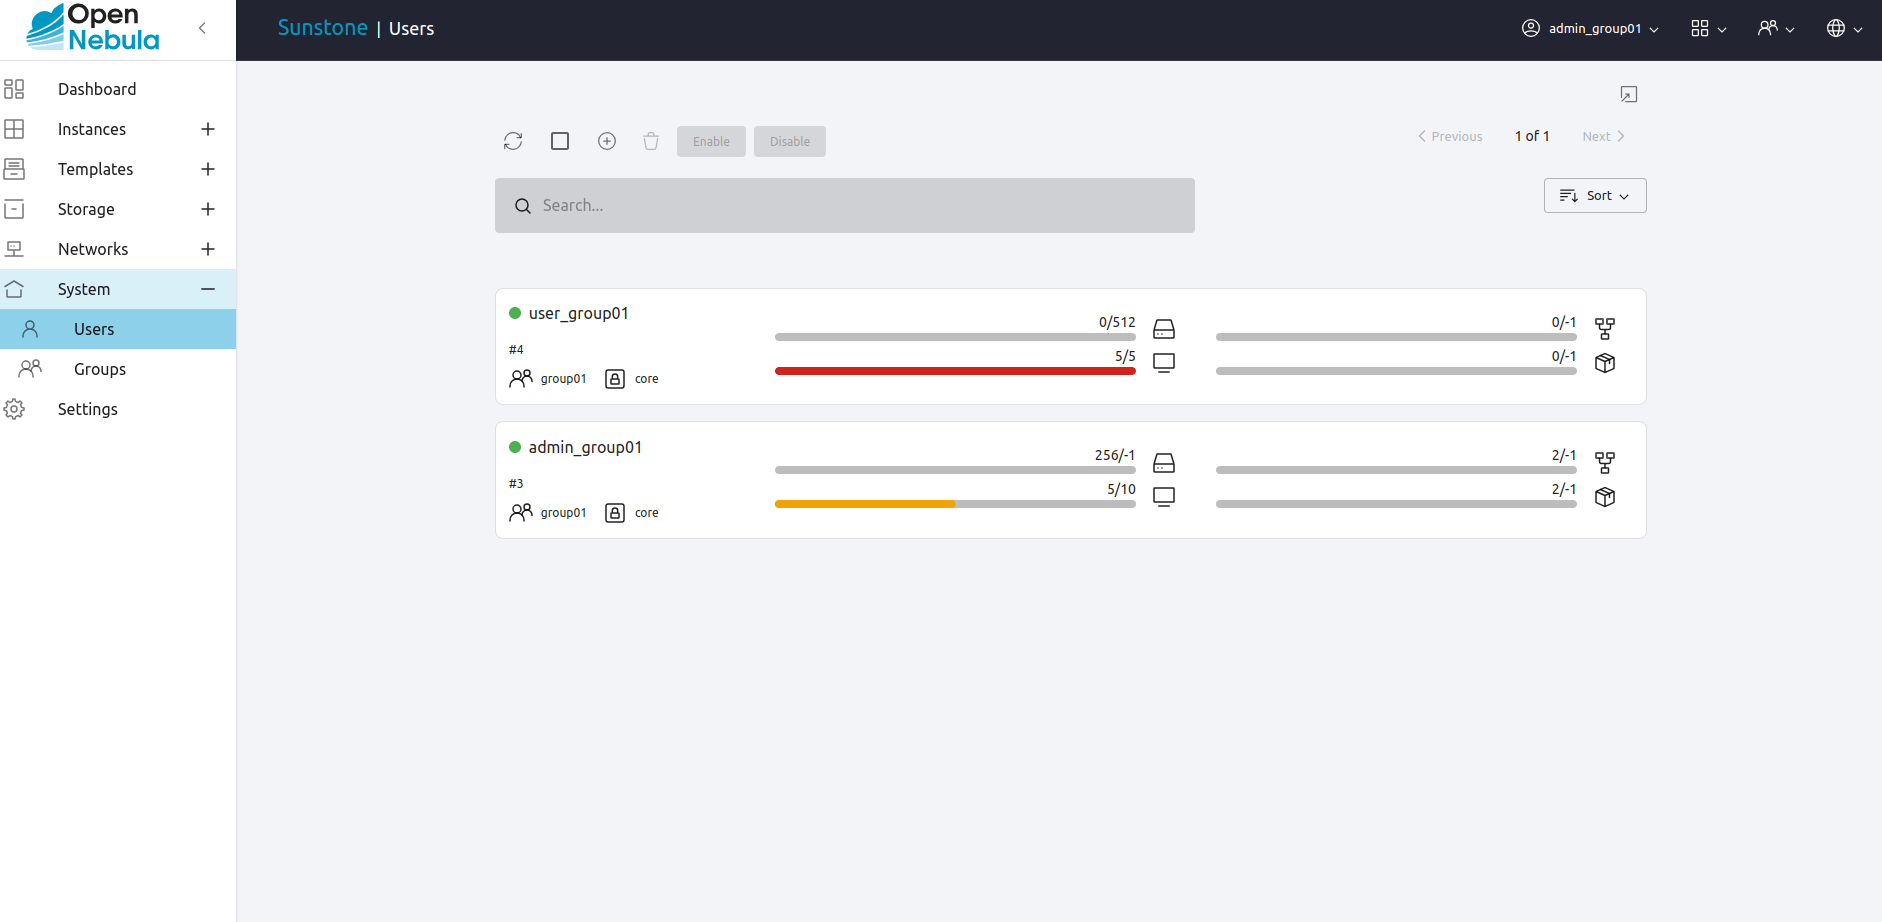 Open
Nebula
Sunstone | Users
admin_group01
Dashboard
Instances
Templates
Storage
Networks
System
Users
Groups
Settings
Enable
Disable
Previous
1 of 1
Next
Search...
Sort
user_group01
#4
group01
core
0/512
5/5
0/-1
0/-1
admin_group01
#3
group01
core
256/-1
5/10
2/-1
2/-1